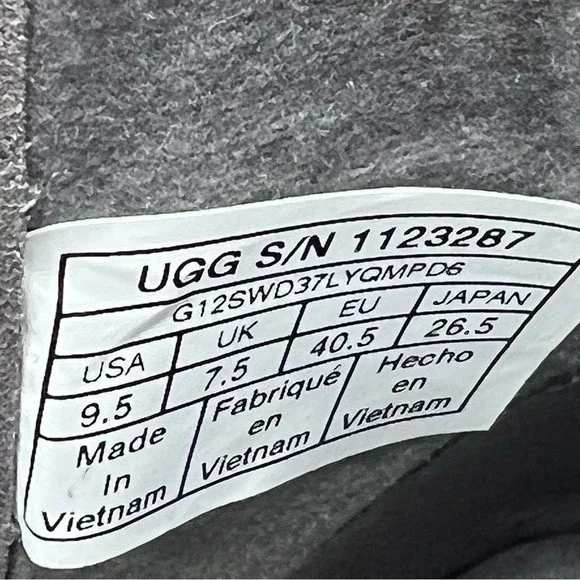 UGG S/N 1123287
G12SWD37LYQMPD6
USA UK EU JAPAN
9.5 7.5 40.5 26.5
Made In Vietnam
Fabriqué en Vietnam
Hecho en Vietnam